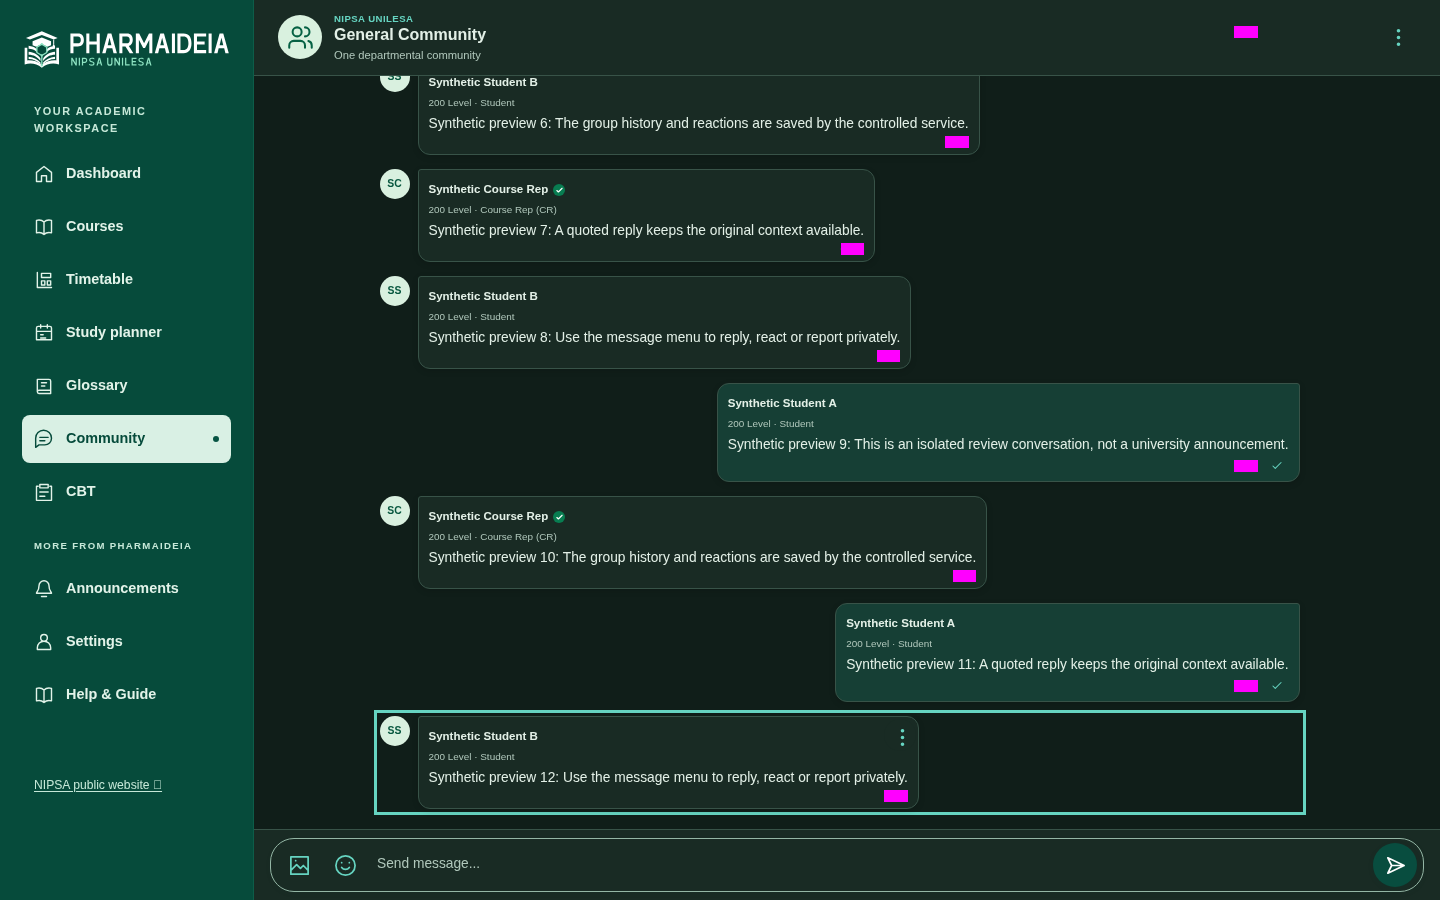 PHARMAIDEIA
NIPSA UNILESA
YOUR ACADEMIC
WORKSPACE
Dashboard
Courses
Timetable
Study planner
Glossary
Community
CBT
MORE FROM PHARMAIDEIA
Announcements
Settings
Help & Guide
NIPSA public website
NIPSA UNILESA
General Community
One departmental community
SS
Synthetic Student B
200 Level · Student
Synthetic preview 6: The group history and reactions are saved by the controlled service.
SC
Synthetic Course Rep
200 Level · Course Rep (CR)
Synthetic preview 7: A quoted reply keeps the original context available.
SS
Synthetic Student B
200 Level · Student
Synthetic preview 8: Use the message menu to reply, react or report privately.
Synthetic Student A
200 Level · Student
Synthetic preview 9: This is an isolated review conversation, not a university announcement.
SC
Synthetic Course Rep
200 Level · Course Rep (CR)
Synthetic preview 10: The group history and reactions are saved by the controlled service.
Synthetic Student A
200 Level · Student
Synthetic preview 11: A quoted reply keeps the original context available.
SS
Synthetic Student B
200 Level · Student
Synthetic preview 12: Use the message menu to reply, react or report privately.
Send message...